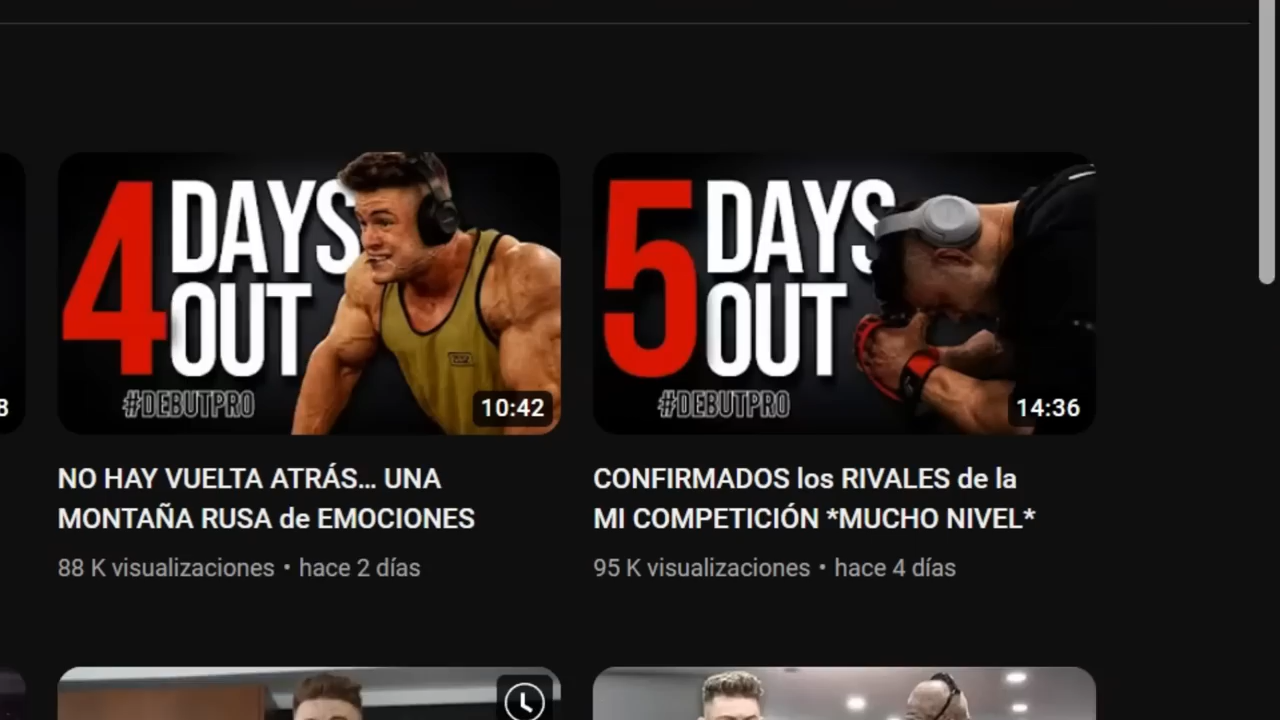 4 DAYS
OUT
#DEBUTPRO
10:42
5 DAYS
OUT
#DEBUTPRO
14:36
8
NO HAY VUELTA ATRÁS... UNA
MONTAÑA RUSA de EMOCIONES
88 K visualizaciones • hace 2 días
CONFIRMADOS los RIVALES de la
MI COMPETICIÓN *MUCHO NIVEL*
95 K visualizaciones • hace 4 días